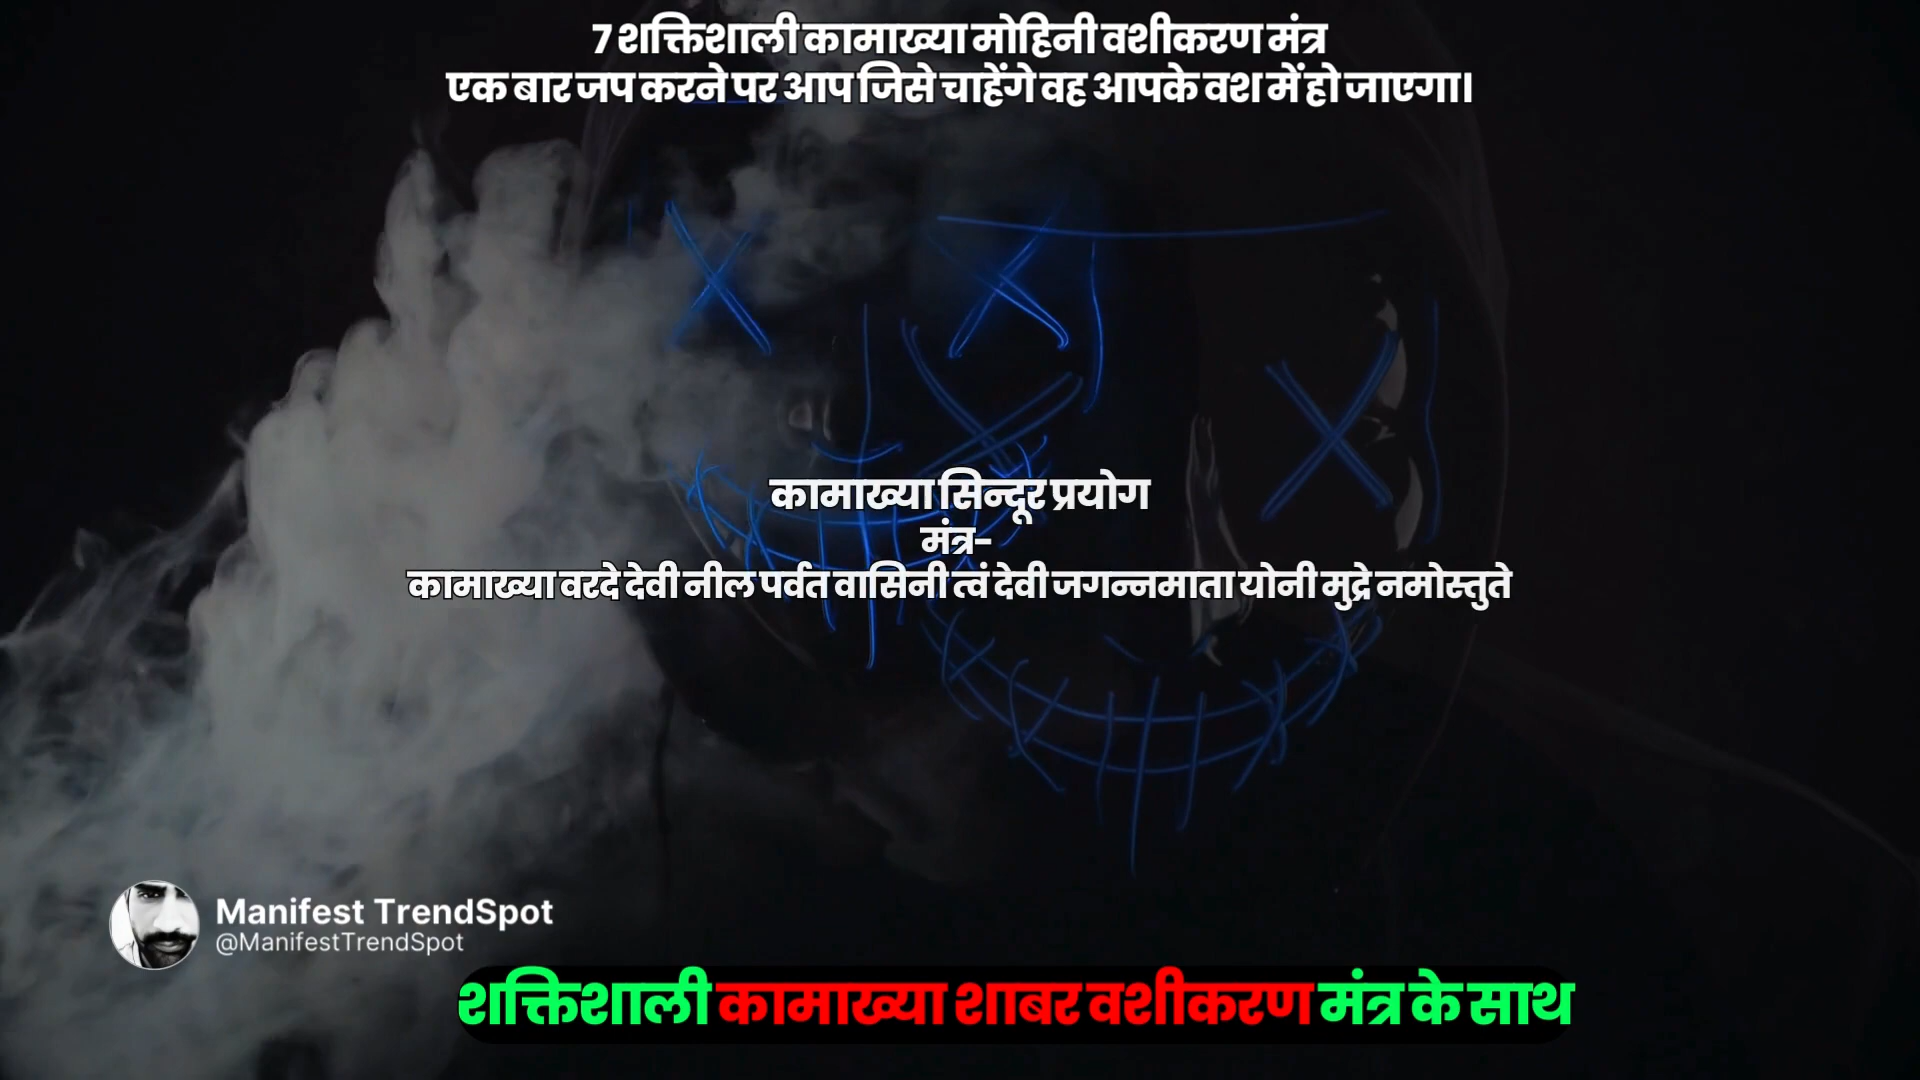 7 शक्तिशाली कामाख्या मोहिनी वशीकरण मंत्र
एक बार जप करने पर आप जिसे चाहेंगे वह आपके वश में हो जाएगा।
कामाख्या सिन्दूर प्रयोग
मंत्र-
कामाख्या वरदे देवी नील पर्वत वासिनी त्वं देवी जगन्नमाता योनी मुद्रे नमोस्तुते
Manifest TrendSpot
@ManifestTrendSpot
शक्तिशाली कामाख्या शाबर वशीकरण मंत्र के साथ